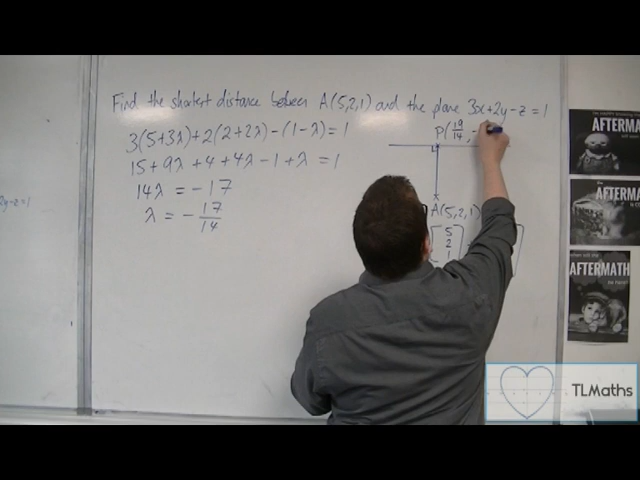 Find the shortest distance between A(5,2,1) and the plane 3x+2y-z=1
3(5+3λ)+2(2+2λ)-(1-λ)=1
15+9λ+4+4λ-1+λ=1
14λ=-17
λ=-17/14
P(19/14, -
A(5,2,1)
5
2
1
y-z=1
AFTERMATH
AFTERMATH
AFTERMATH
TLMaths